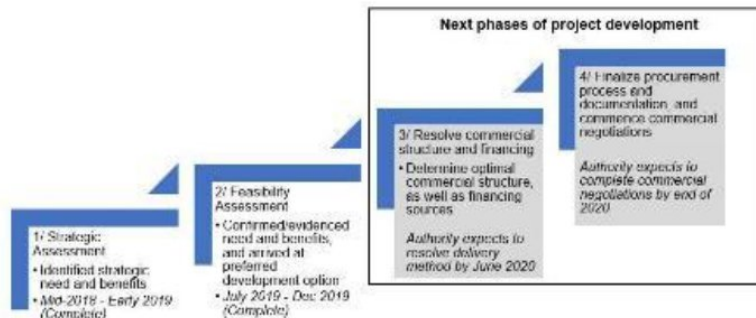 Next phases of project development
1/ Strategic
Assessment
• Identified strategic
need and benefits
• Mid-2018 - Early 2019
(Complete)
2/ Feasibility
Assessment
• Confirmed/evidenced
need and benefits,
and arrived at
preferred
development option
• July 2019 - Dec 2019
(Complete)
3/ Resolve commercial
structure and financing
• Determine optimal
commercial structure,
as well as financing
sources
Authority expects to
resolve delivery
method by June 2020
4/ Finalize procurement
process and
documentation, and
commence commercial
negotiations
Authority expects to
complete commercial
negotiations by end of
2020